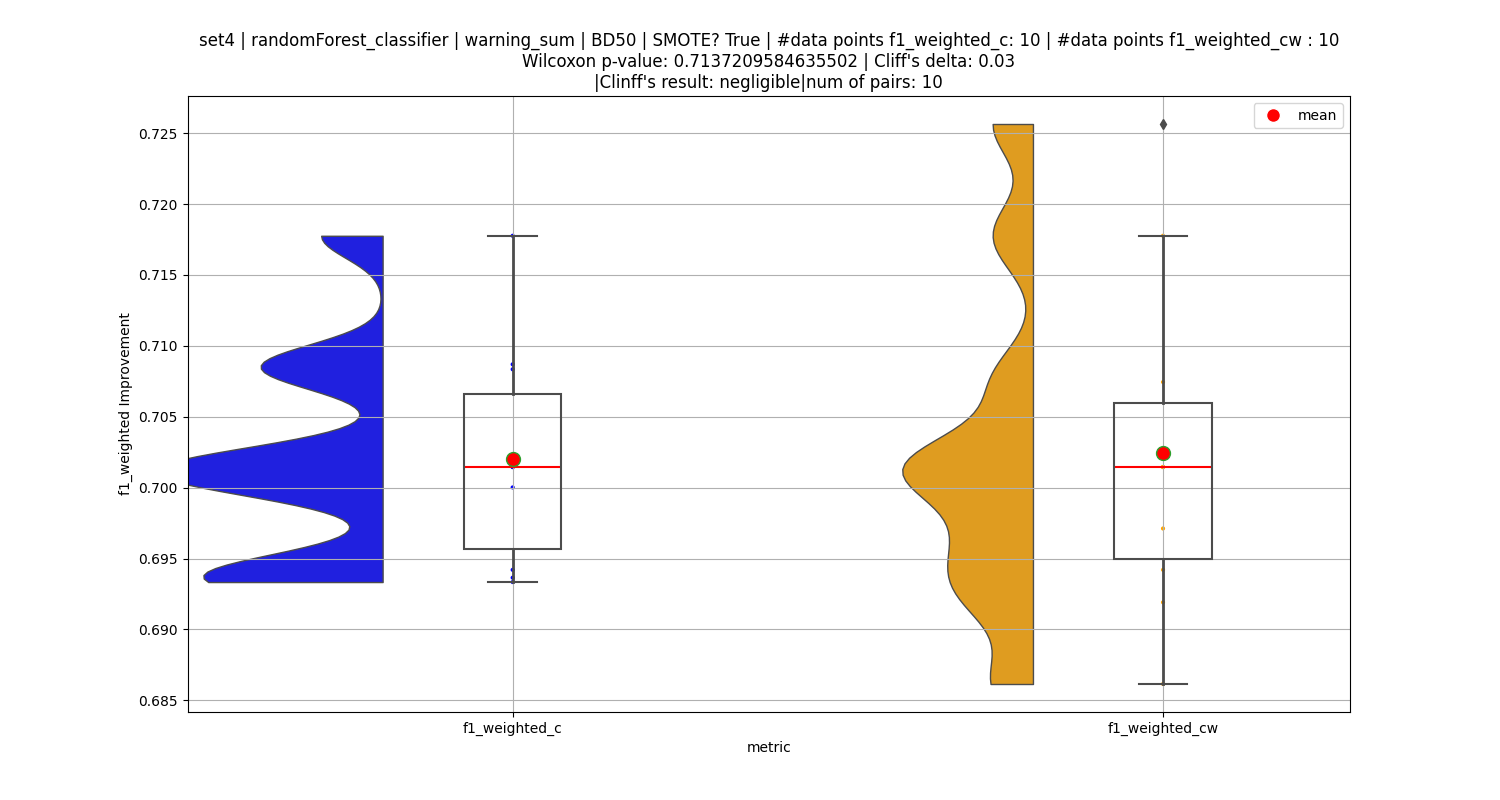 set4 | randomForest_classifier | warning_sum | BD50 | SMOTE? True | #data points f1_weighted_c: 10 | #data points f1_weighted_cw : 10
Wilcoxon p-value: 0.7137209584635502 | Cliff's delta: 0.03
|Clinff's result: negligible|num of pairs: 10
mean
0.725
0.720
0.715
0.710
0.705
0.700
0.695
0.690
0.685
f1_weighted Improvement
f1_weighted_c
f1_weighted_cw
metric